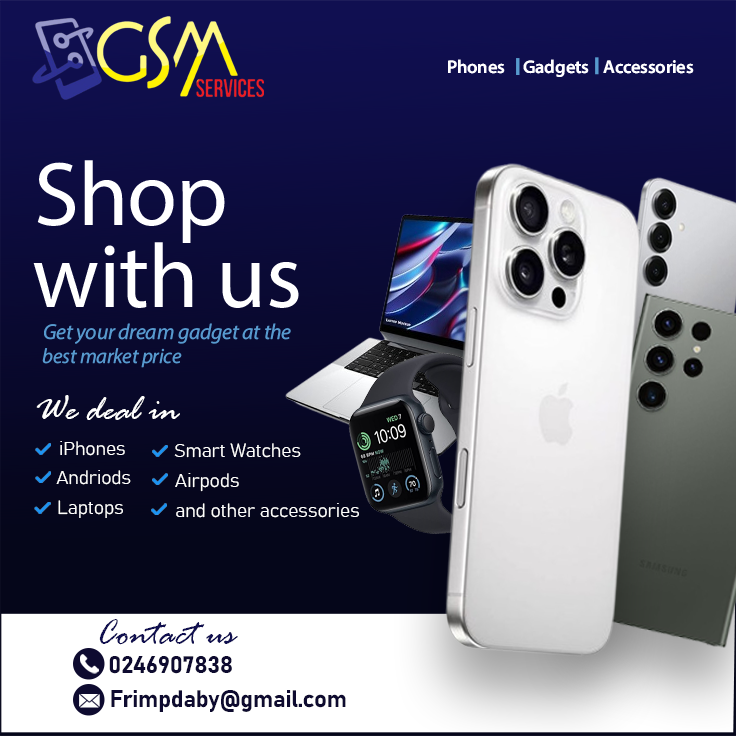 GSM
SERVICES
Phones | Gadgets | Accessories
Shop
with us
Get your dream gadget at the
best market price
We deal in
iPhones
Andriods
Laptops
Smart Watches
Airpods
and other accessories
WED 7
10:09
SAMSUNG
Contact us
0246907838
Frimpdaby@gmail.com